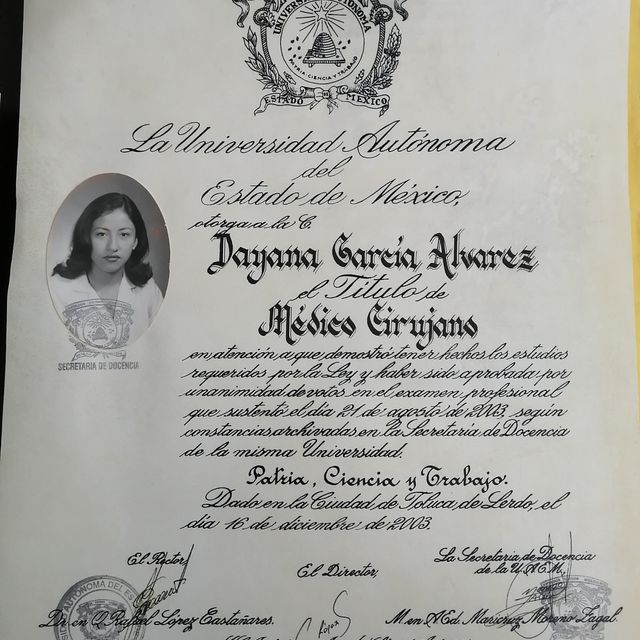 UNIVERSIDAD AUTONOMA
PATRIA CIENCIA Y TRABAJO
ESTADO MEXICO
La Universidad Autónoma
del
Estado de México,
otorga a la C.
Dayana García Alvarez
el Título de
Médico Cirujano
en atención a que demostró tener hechos los estudios
requeridos por la Ley y haber sido aprobada por
unanimidad de votos en el examen profesional
que sustentó el día 21 de agosto de 2003, según
constancias archivadas en la Secretaría de Docencia
de la misma Universidad.
SECRETARIA DE DOCENCIA
Patria, Ciencia y Trabajo.
Dado en la Ciudad de Toluca de Lerdo, el
día 16 de diciembre de 2003.
El Rector,
El Director,
La Secretaria de Docencia
de la U.A.E.M.,
AUTONOMA DEL ES
Dr. en Q. Rafael López Castañares.
M. en A Ed. Maricruz Moreno Zagal.